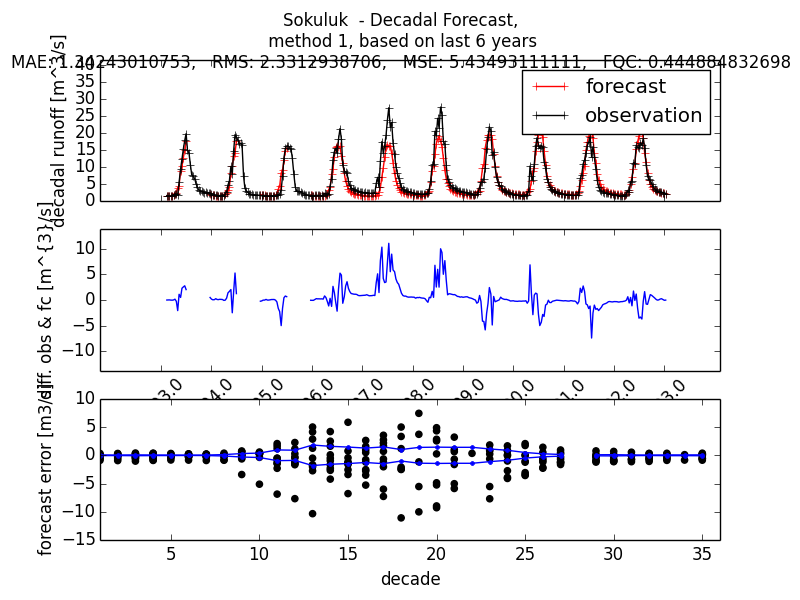 Sokuluk - Decadal Forecast,
method 1, based on last 6 years
MAE: 1.24243010753, RMS: 2.3312938706, MSE: 5.43493111111, FQC: 0.444884832698
decadal runoff [m^3/s]
40
35
30
25
20
15
10
5
0
forecast
observation
diff. obs & fc [m^{3}/s]
10
5
0
−5
−10
forecast error [m3/s]
10
5
0
−5
−10
−15
5 10 15 20 25 30 35
decade